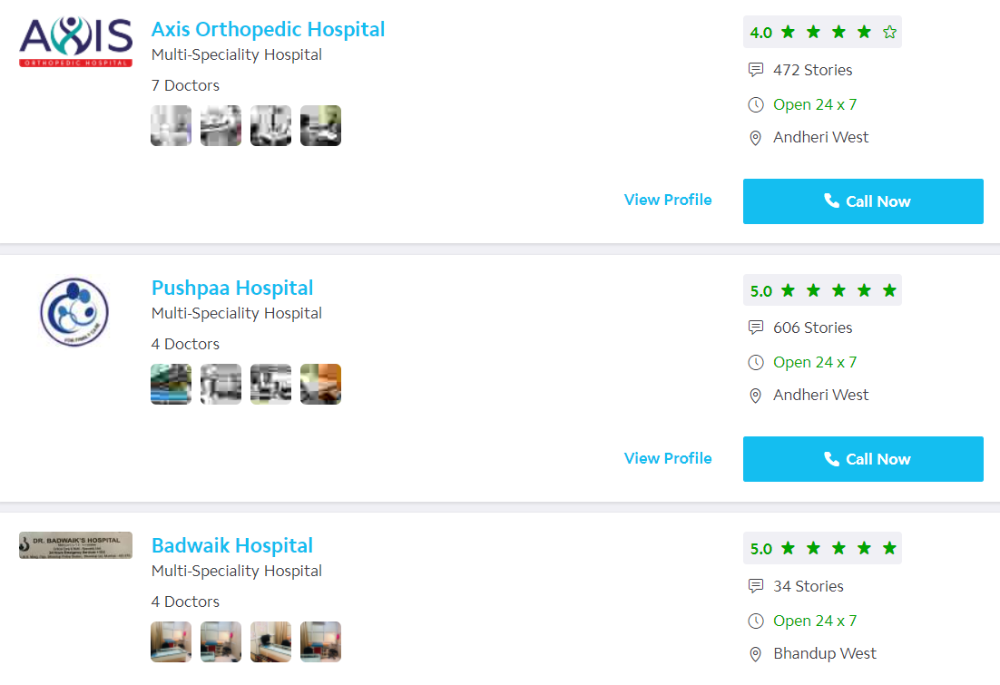 AXIS
ORTHOPEDIC HOSPITAL
Axis Orthopedic Hospital
Multi-Speciality Hospital
7 Doctors
4.0
472 Stories
Open 24 x 7
Andheri West
View Profile
Call Now
Pushpaa Hospital
Multi-Speciality Hospital
4 Doctors
5.0
606 Stories
Open 24 x 7
Andheri West
View Profile
Call Now
DR. BADWAIK'S HOSPITAL
Badwaik Hospital
Multi-Speciality Hospital
4 Doctors
5.0
34 Stories
Open 24 x 7
Bhandup West